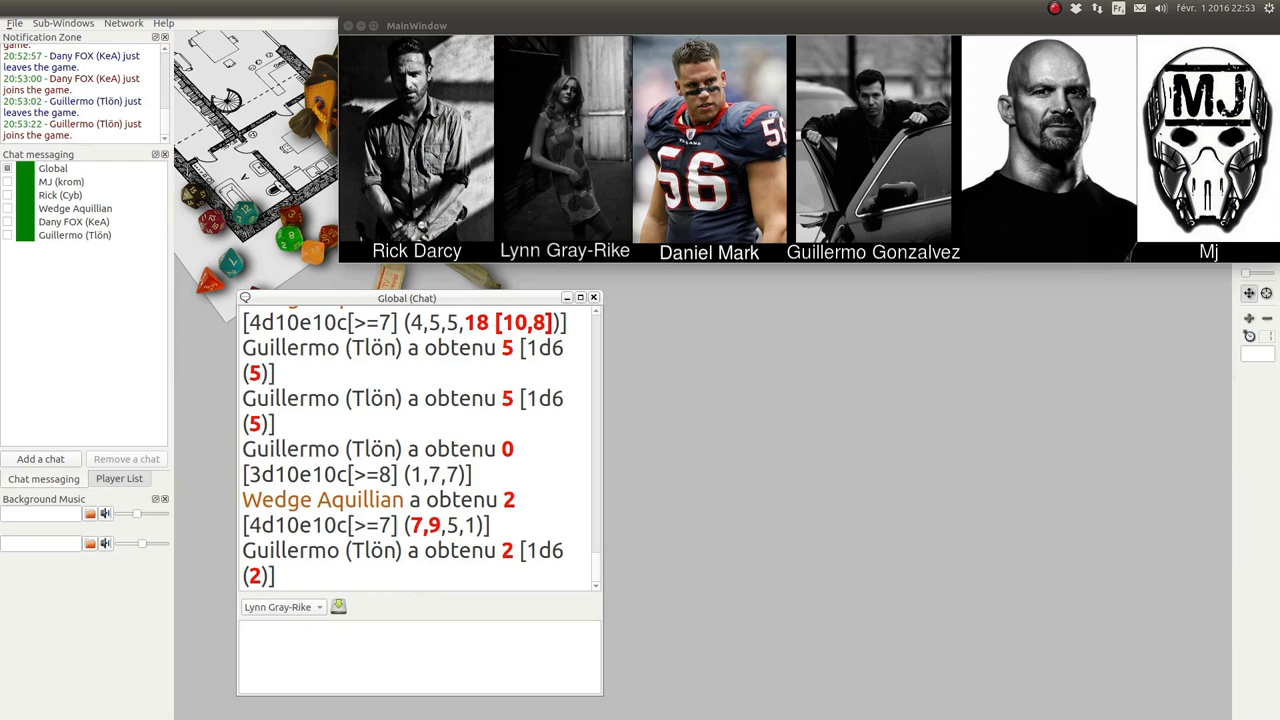 Fr,
févr. 1 2016 22:53
File Sub-Windows Network Help
MainWindow
Notification Zone
game.
20:52:57 - Dany FOX (KeA) just
leaves the game.
20:53:00 - Dany FOX (KeA) just
joins the game.
20:53:02 - Guillermo (Tlön) just
leaves the game.
20:53:22 - Guillermo (Tlön) just
joins the game.
Chat messaging
Global
MJ (krom)
Rick (Cyb)
Wedge Aquillian
Dany FOX (KeA)
Guillermo (Tlön)
Add a chat
Remove a chat
Chat messaging
Player List
Background Music
TEXANS
56
56
MJ
Rick Darcy
Lynn Gray-Rike
Daniel Mark
Guillermo Gonzalvez
Mj
Global (Chat)
[4d10e10c[>=7] (4,5,5,18 [10,8])]
Guillermo (Tlön) a obtenu 5 [1d6
(5)]
Guillermo (Tlön) a obtenu 5 [1d6
(5)]
Guillermo (Tlön) a obtenu 0
[3d10e10c[>=8] (1,7,7)]
Wedge Aquillian a obtenu 2
[4d10e10c[>=7] (7,9,5,1)]
Guillermo (Tlön) a obtenu 2 [1d6
(2)]
Lynn Gray-Rike
1